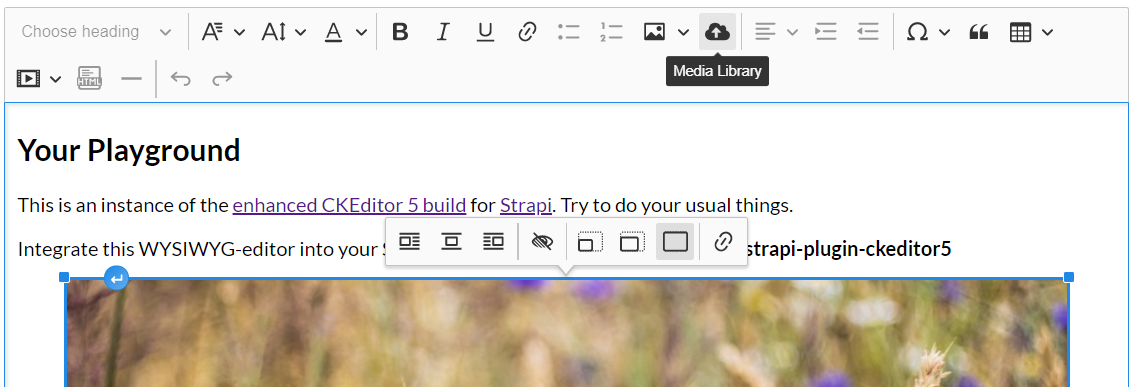 Choose heading
Media Library
HTML
Your Playground
This is an instance of the enhanced CKEditor 5 build for Strapi. Try to do your usual things.
Integrate this WYSIWYG-editor into your strapi-plugin-ckeditor5